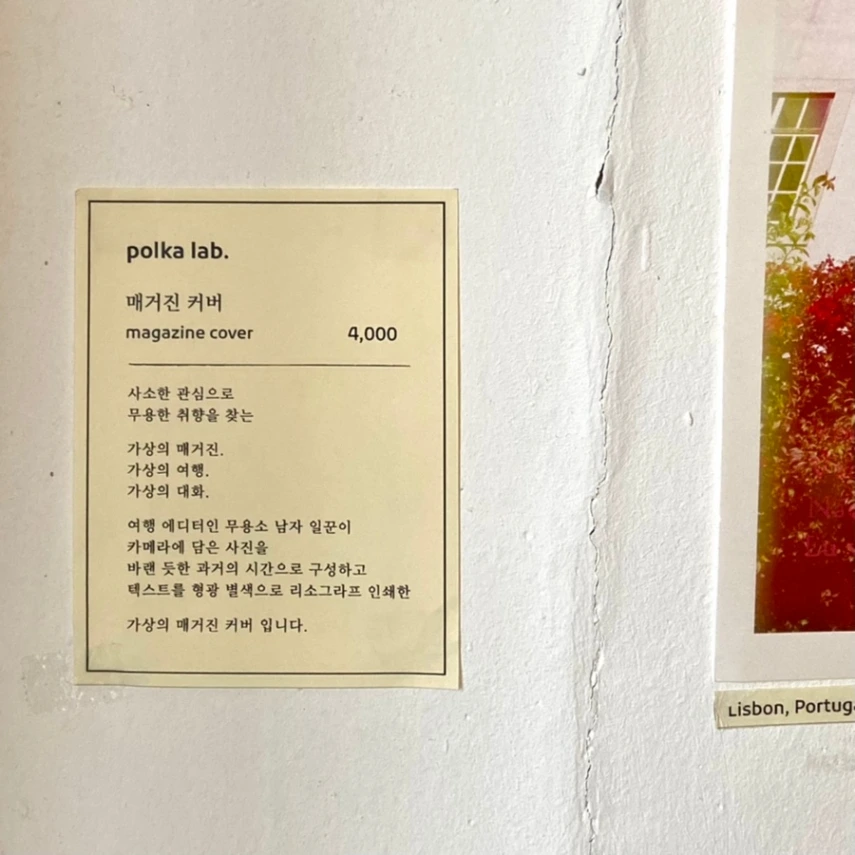 polka lab.
매거진 커버
magazine cover 4,000
사소한 관심으로
무용한 취향을 찾는
가상의 매거진.
가상의 여행.
가상의 대화.
여행 에디터인 무용소 남자 일꾼이
카메라에 담은 사진을
바랜 듯한 과거의 시간으로 구성하고
텍스트를 형광 별색으로 리소그라프 인쇄한
가상의 매거진 커버 입니다.
Lisbon,